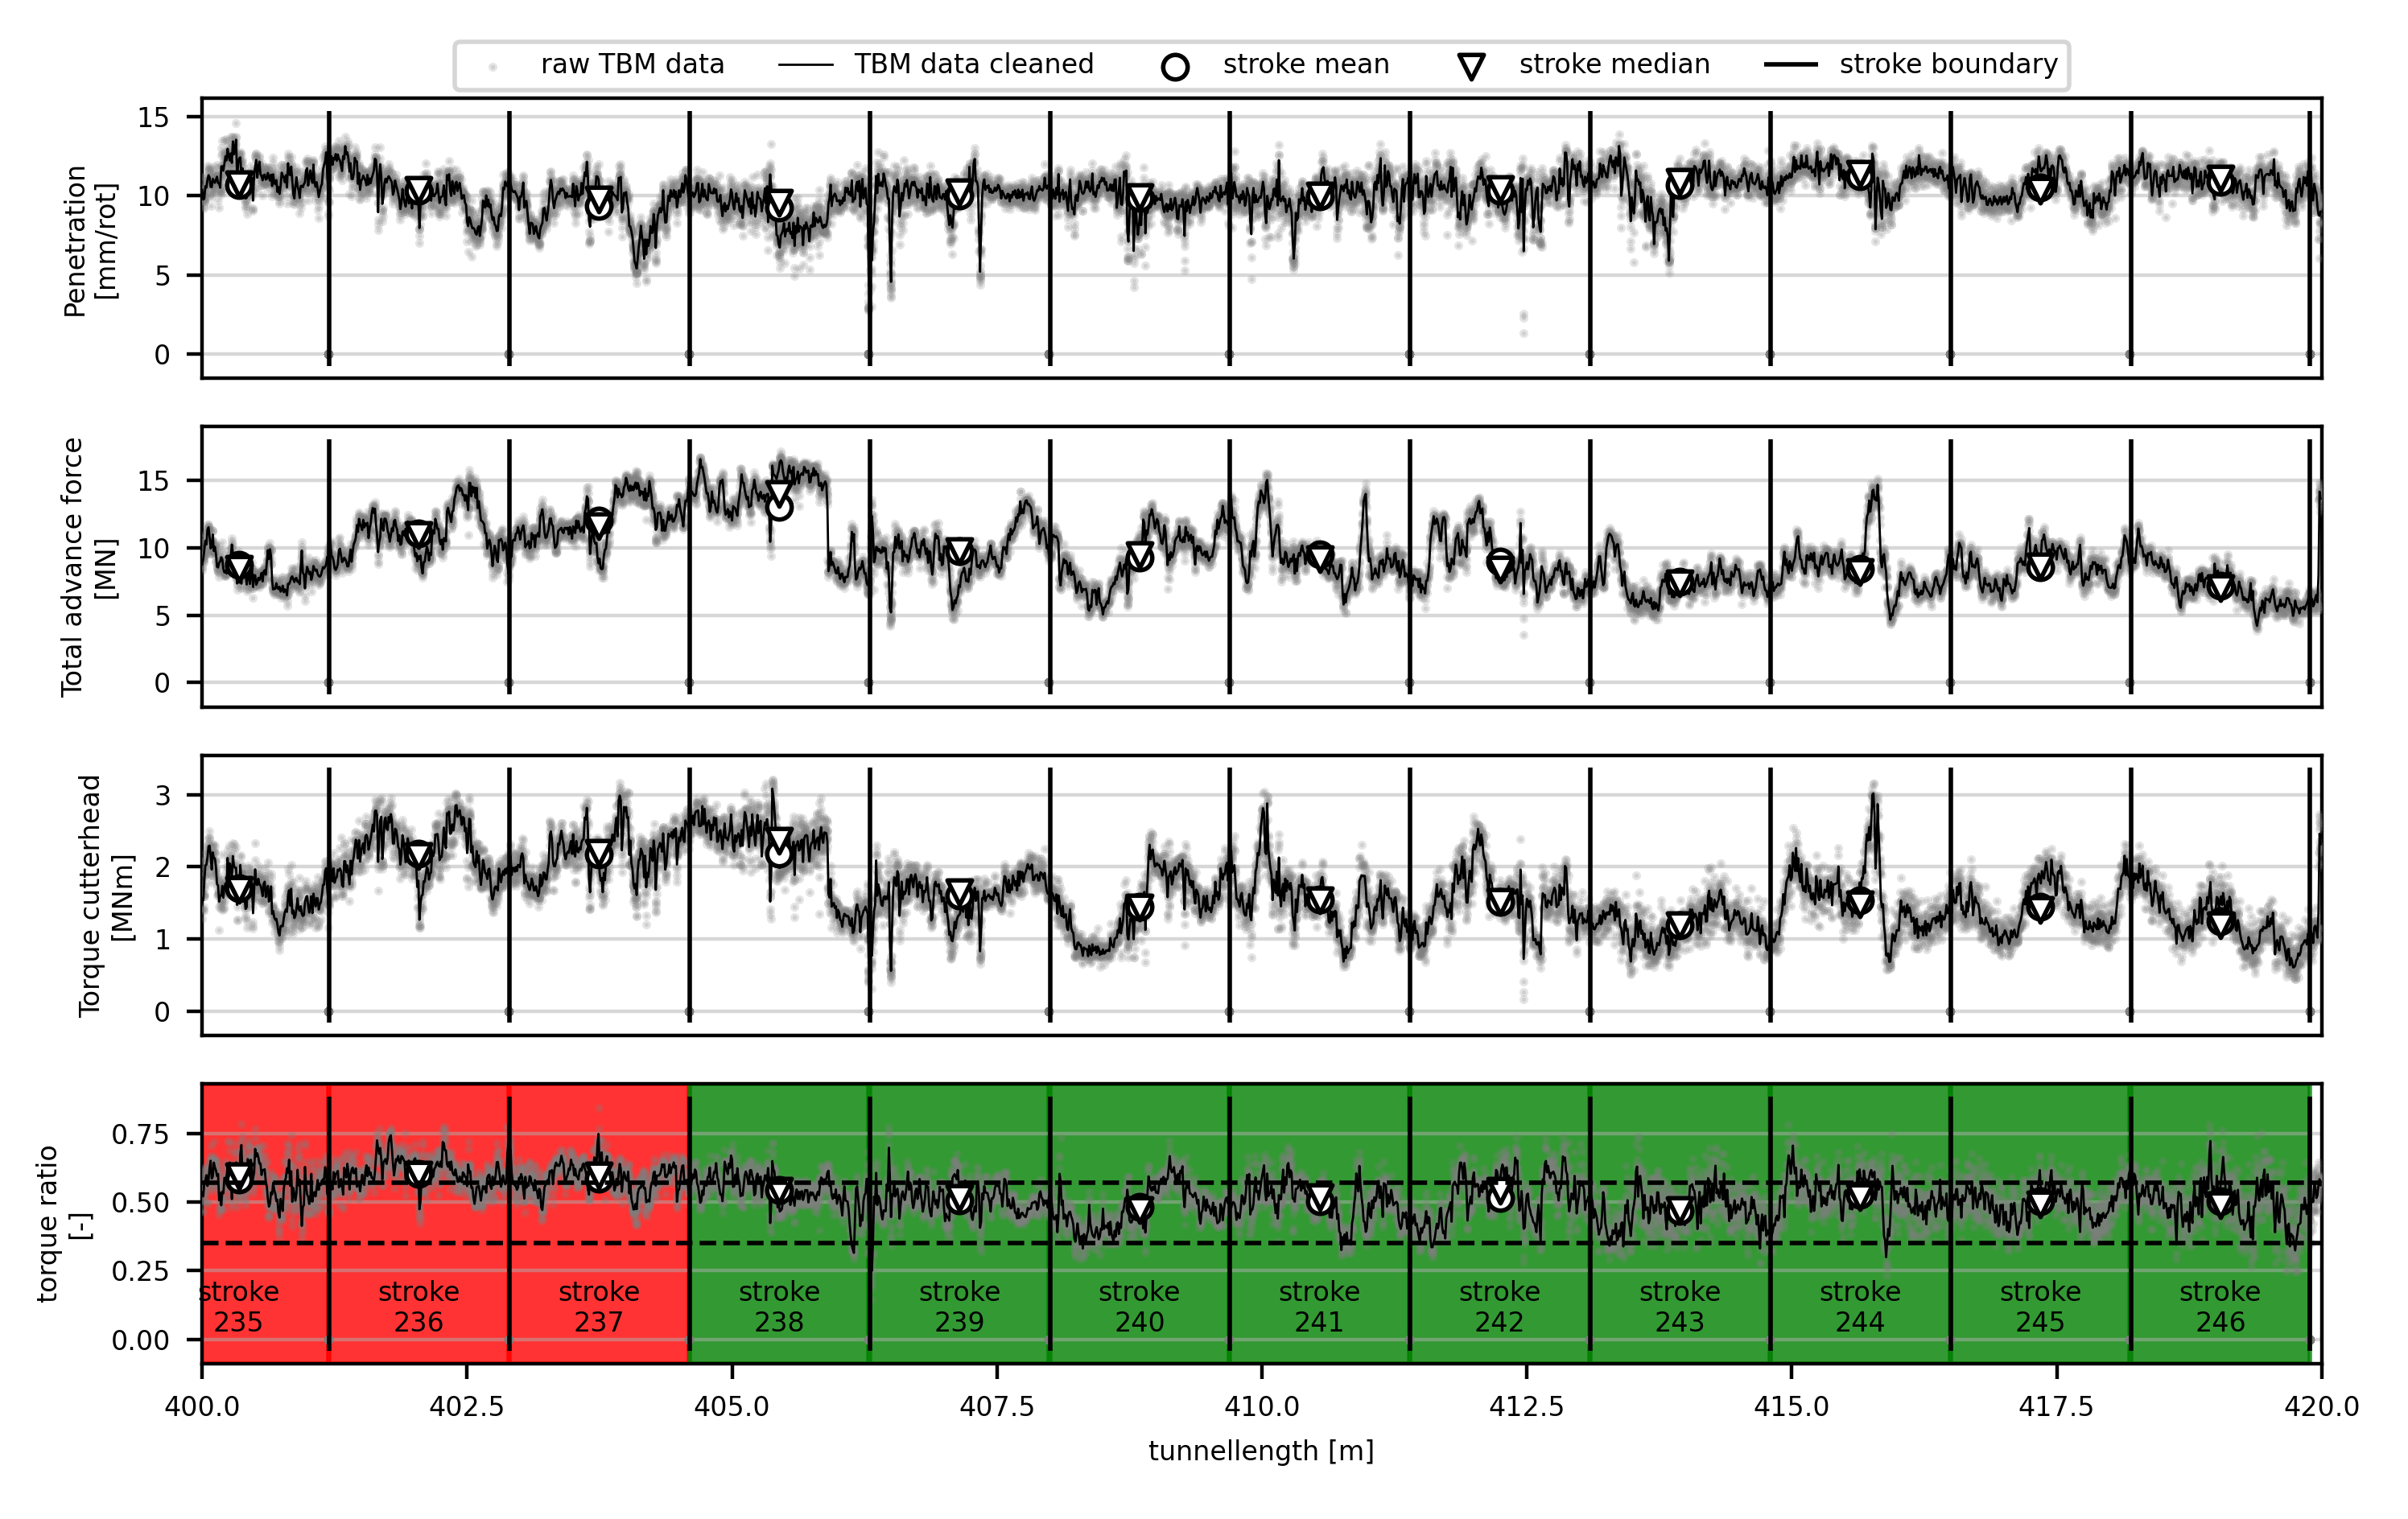 raw TBM data TBM data cleaned stroke mean stroke median stroke boundary
15
10
5
0
Penetration
[mm/rot]
15
10
5
0
Total advance force
[MN]
3
2
1
0
Torque cutterhead
[MNm]
0.75
0.50
0.25
0.00
torque ratio
[-]
stroke
235
stroke
236
stroke
237
stroke
238
stroke
239
stroke
240
stroke
241
stroke
242
stroke
243
stroke
244
stroke
245
stroke
246
400.0 402.5 405.0 407.5 410.0 412.5 415.0 417.5 420.0
tunnellength [m]